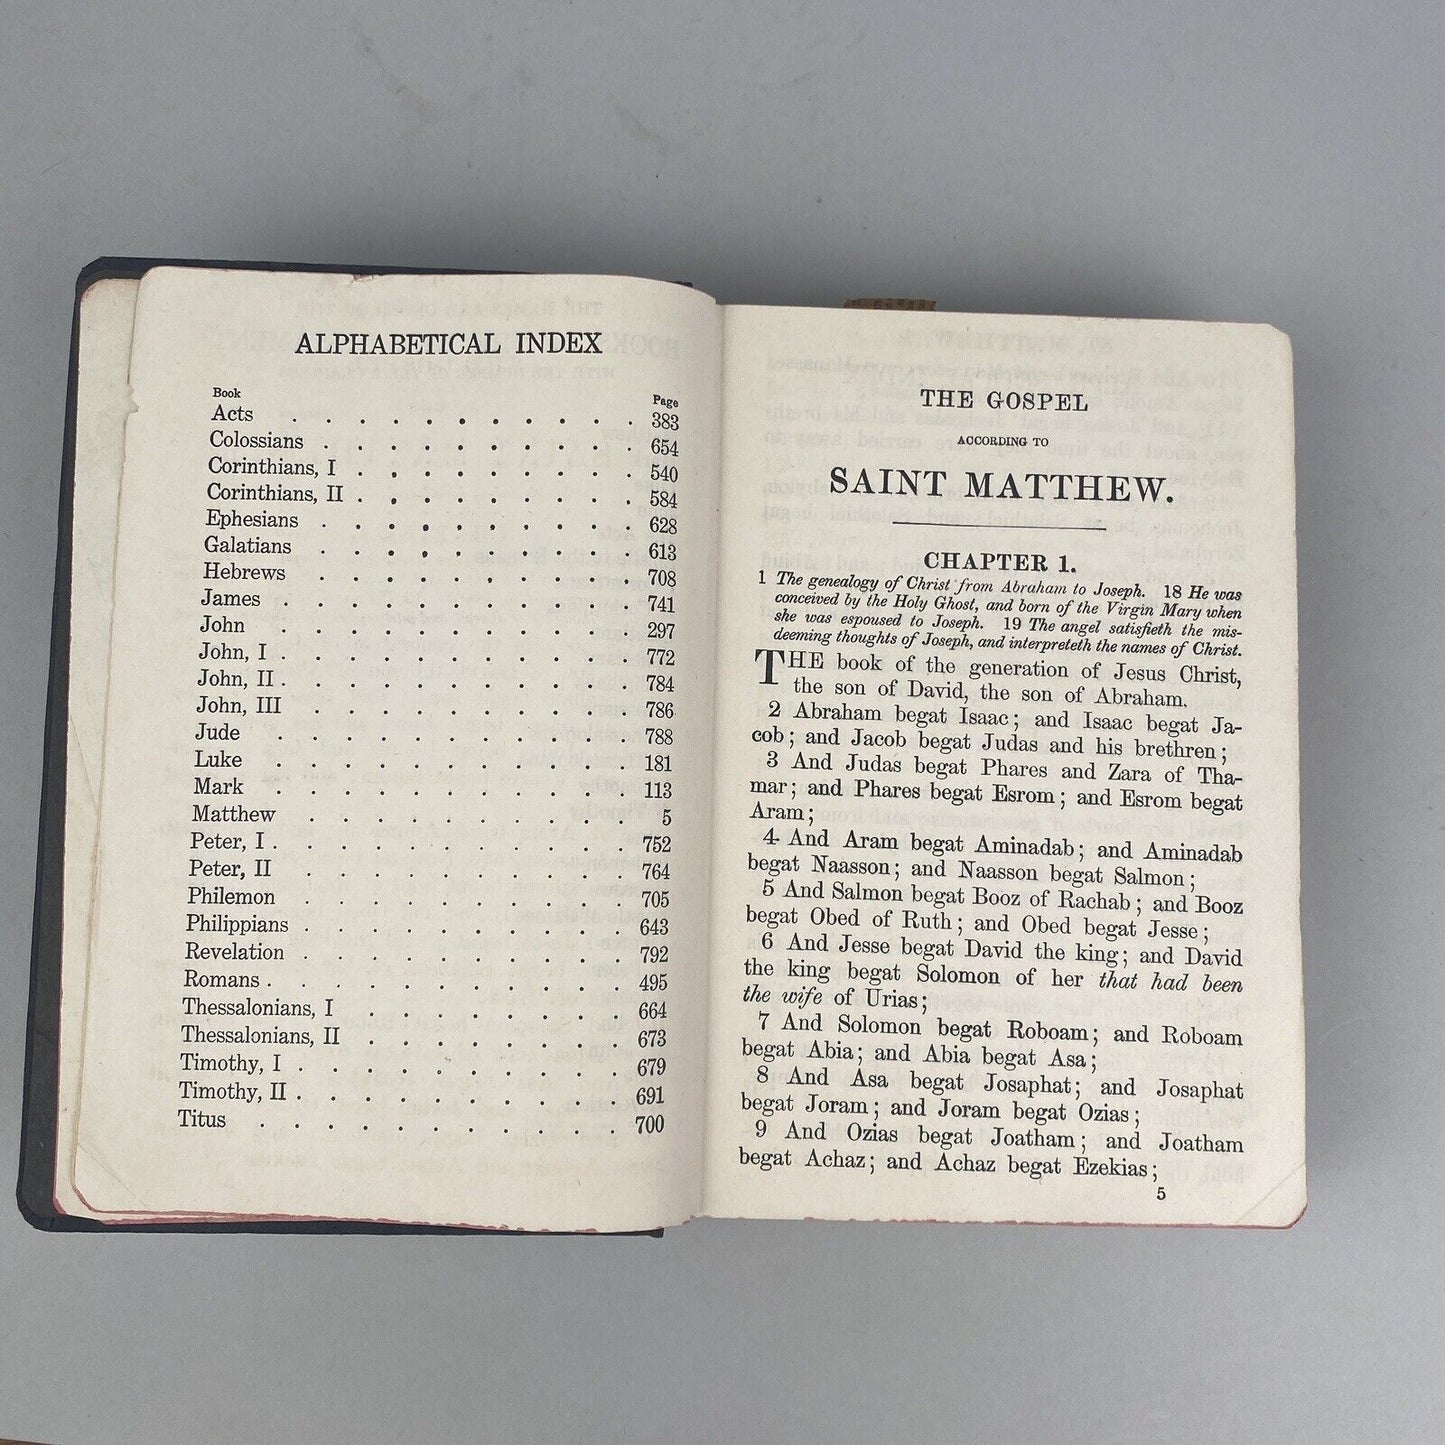 ALPHABETICAL INDEX
Book Page
Acts . . . . . . . . . . 383
Colossians . . . . . . . . . 654
Corinthians, I . . . . . . . . 540
Corinthians, II . . . . . . . . 584
Ephesians . . . . . . . . . 628
Galatians . . . . . . . . . 613
Hebrews . . . . . . . . . 708
James . . . . . . . . . . 741
John . . . . . . . . . . 297
John, I . . . . . . . . . . 772
John, II . . . . . . . . . . 784
John, III . . . . . . . . . 786
Jude . . . . . . . . . . 788
Luke . . . . . . . . . . 181
Mark . . . . . . . . . . 113
Matthew . . . . . . . . . 5
Peter, I . . . . . . . . . . 752
Peter, II . . . . . . . . . 764
Philemon . . . . . . . . . 705
Philippians . . . . . . . . . 643
Revelation . . . . . . . . . 792
Romans . . . . . . . . . . 495
Thessalonians, I . . . . . . . 664
Thessalonians, II . . . . . . . 673
Timothy, I . . . . . . . . . 679
Timothy, II . . . . . . . . . 691
Titus . . . . . . . . . . 700
THE GOSPEL
ACCORDING TO
SAINT MATTHEW.
CHAPTER 1.
1 The genealogy of Christ from Abraham to Joseph. 18 He was
conceived by the Holy Ghost, and born of the Virgin Mary when
she was espoused to Joseph. 19 The angel satisfieth the mis-
deeming thoughts of Joseph, and interpreteth the names of Christ.
THE book of the generation of Jesus Christ,
the son of David, the son of Abraham.
2 Abraham begat Isaac; and Isaac begat Ja-
cob; and Jacob begat Judas and his brethren;
3 And Judas begat Phares and Zara of Tha-
mar; and Phares begat Esrom; and Esrom begat
Aram;
4 And Aram begat Aminadab; and Aminadab
begat Naasson; and Naasson begat Salmon;
5 And Salmon begat Booz of Rachab; and Booz
begat Obed of Ruth; and Obed begat Jesse;
6 And Jesse begat David the king; and David
the king begat Solomon of her that had been
the wife of Urias;
7 And Solomon begat Roboam; and Roboam
begat Abia; and Abia begat Asa;
8 And Asa begat Josaphat; and Josaphat
begat Joram; and Joram begat Ozias;
9 And Ozias begat Joatham; and Joatham
begat Achaz; and Achaz begat Ezekias;
5